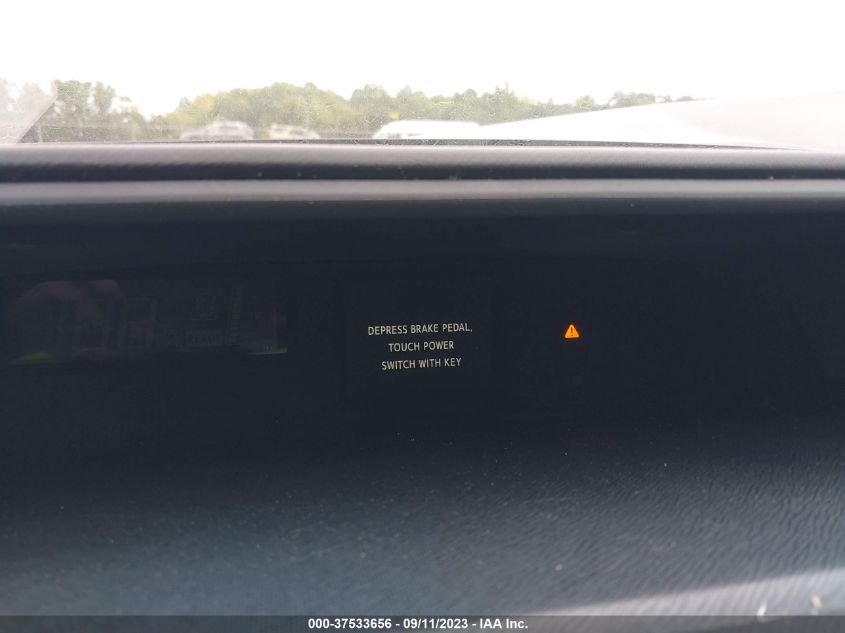 DEPRESS BRAKE PEDAL,
TOUCH POWER
SWITCH WITH KEY
000-37533656 - 09/11/2023 - IAA Inc.